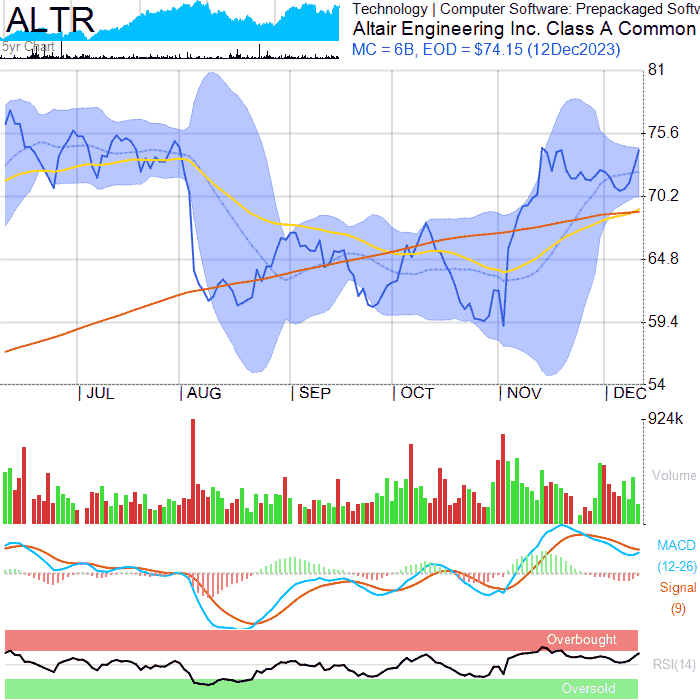 ALTR
5yr Chart
Technology | Computer Software: Prepackaged Softw
Altair Engineering Inc. Class A Common
MC = 6B, EOD = $74.15 (12Dec2023)
81
75.6
70.2
64.8
59.4
54
JUL
AUG
SEP
OCT
NOV
DEC
924k
Volume
MACD
(12-26)
Signal
(9)
Overbought
RSI(14)
Oversold